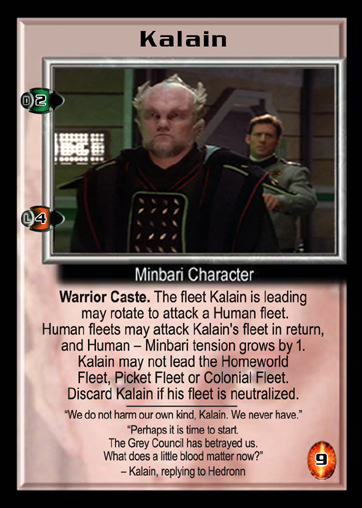 Kalain
D 2
L 4
Minbari Character
Warrior Caste. The fleet Kalain is leading
may rotate to attack a Human fleet.
Human fleets may attack Kalain's fleet in return,
and Human – Minbari tension grows by 1.
Kalain may not lead the Homeworld
Fleet, Picket Fleet or Colonial Fleet.
Discard Kalain if his fleet is neutralized.
“We do not harm our own kind, Kalain. We never have.”
“Perhaps it is time to start.
The Grey Council has betrayed us.
What does a little blood matter now?”
– Kalain, replying to Hedronn
9